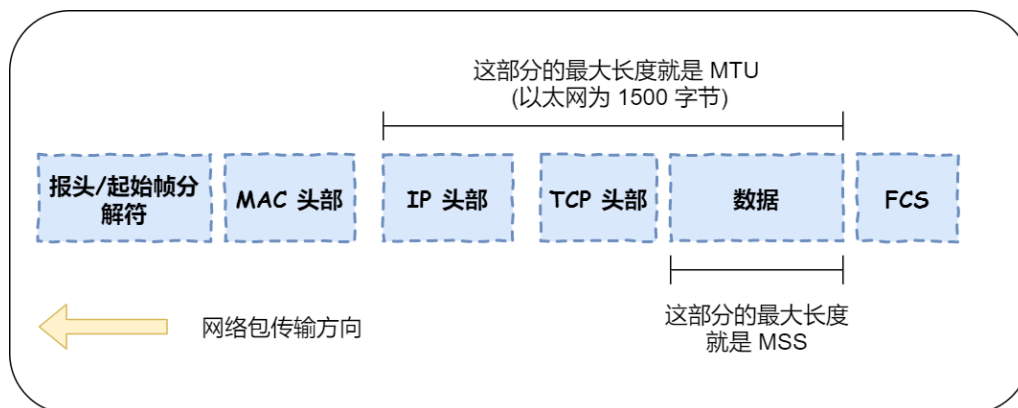 这部分的最大长度就是 MTU
(以太网为 1500 字节)
报头/起始帧分
解符
MAC 头部
IP 头部
TCP 头部
数据
FCS
网络包传输方向
这部分的最大长度
就是 MSS